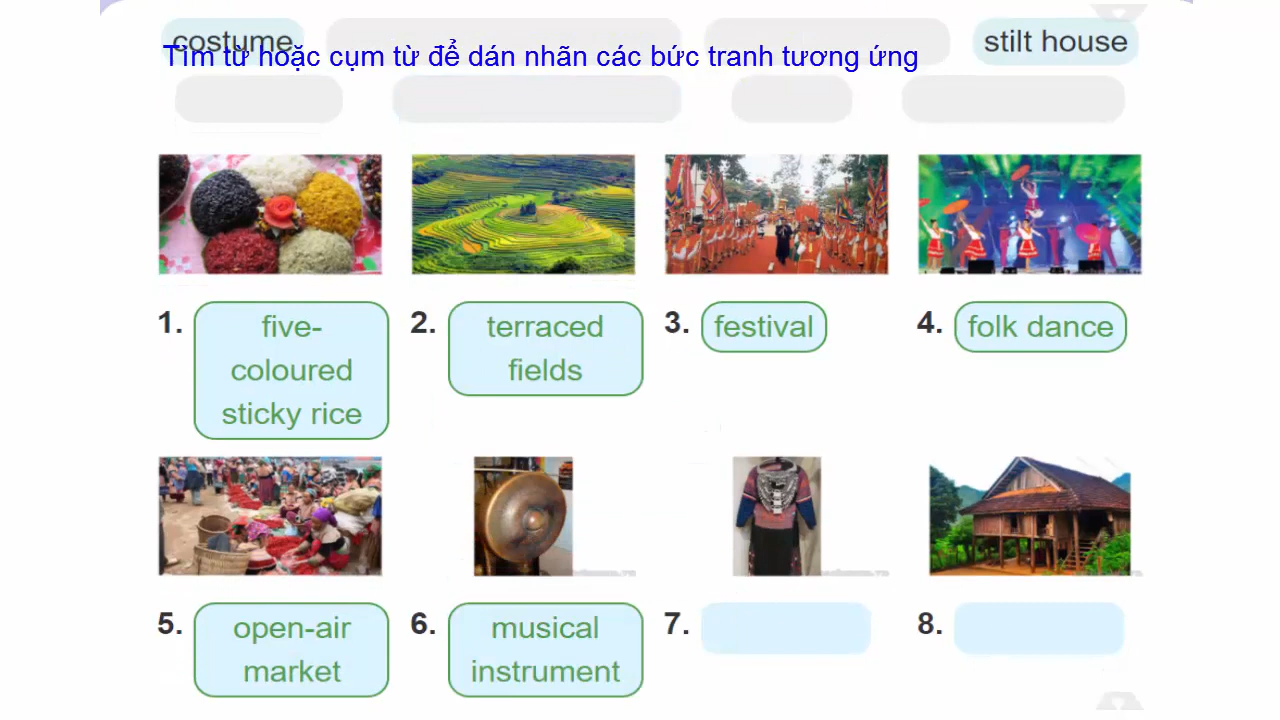 costume
Tìm từ hoặc cụm từ để dán nhãn các bức tranh tương ứng
stilt house
1. five-
coloured
sticky rice
2. terraced
fields
3. festival
4. folk dance
5. open-air
market
6. musical
instrument
7.
8.